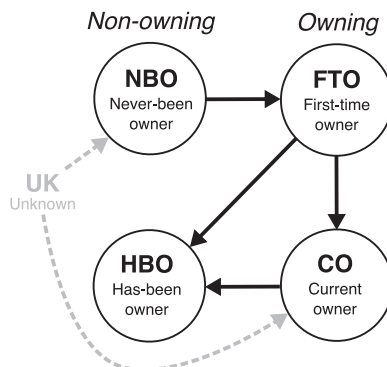 Non-owning Owning
NBO
Never-been
owner
FTO
First-time
owner
UK
Unknown
HBO
Has-been
owner
CO
Current
owner